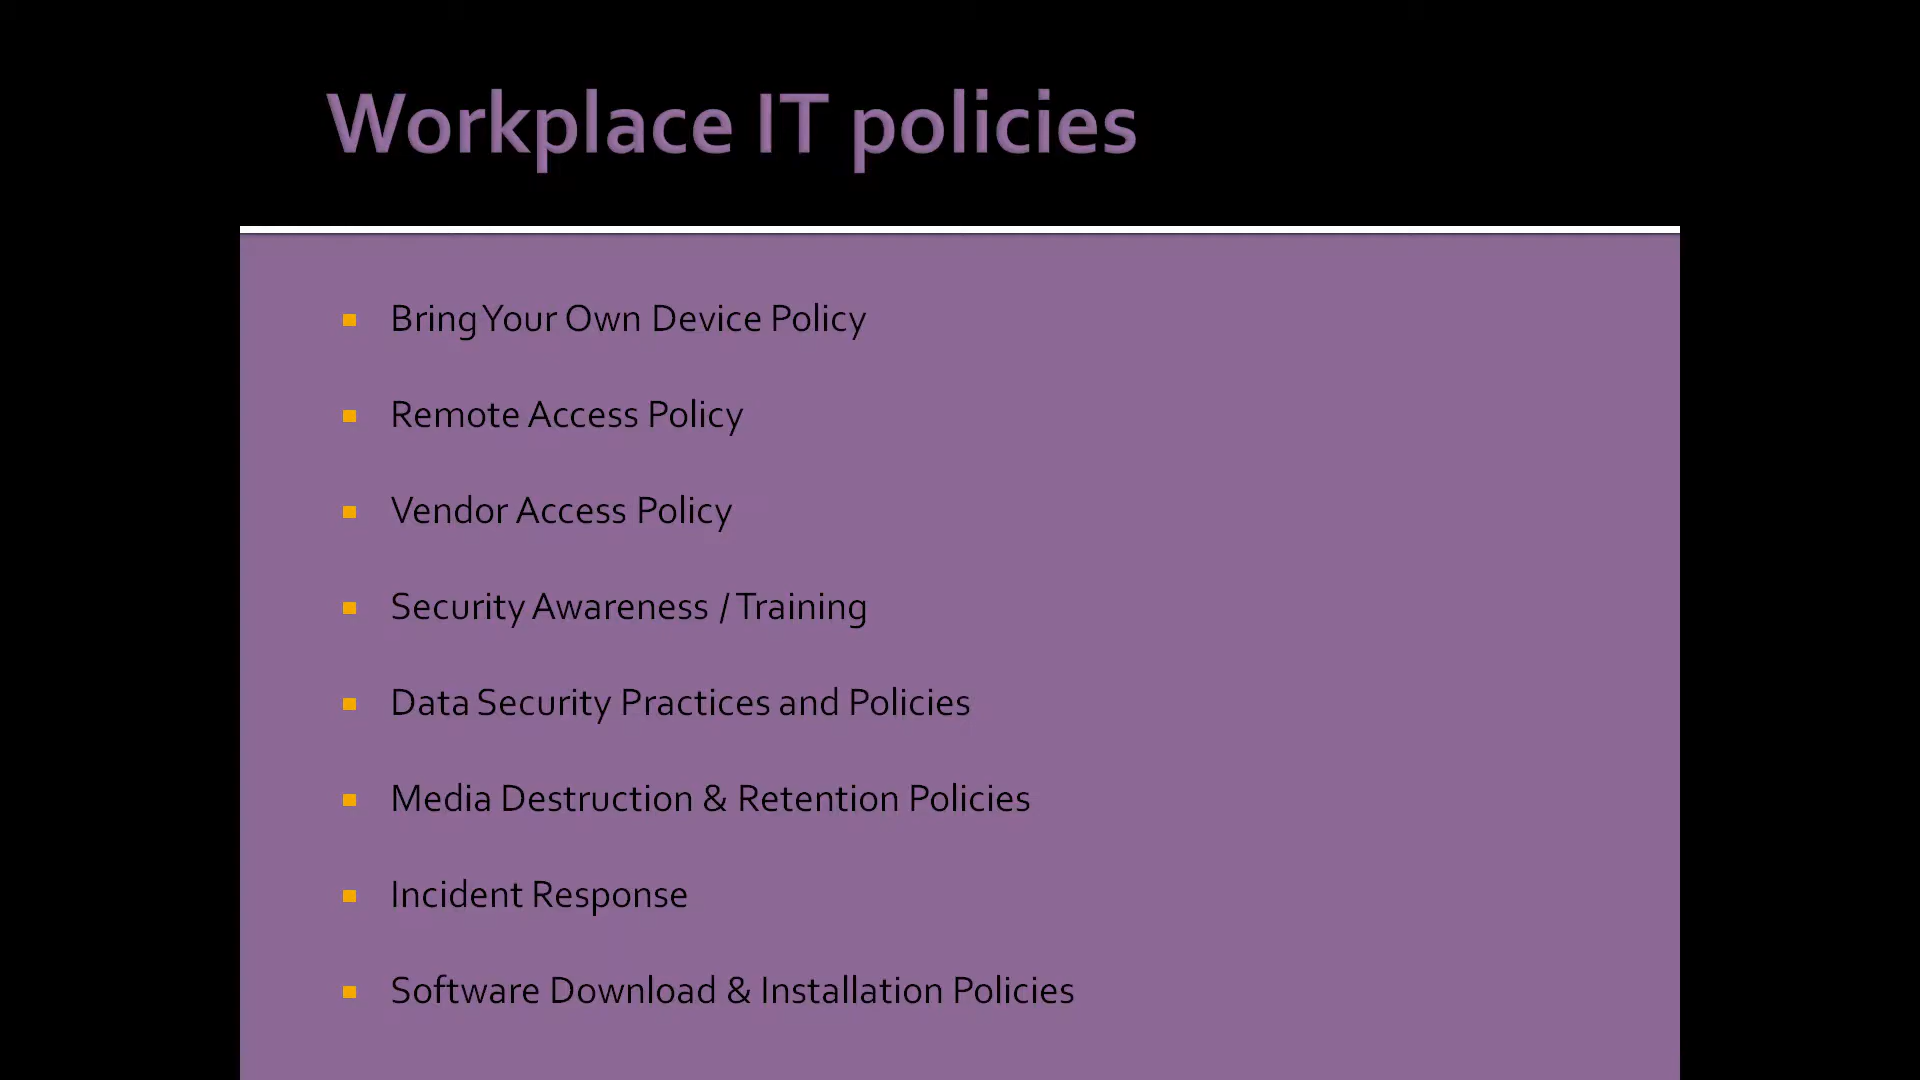 Workplace IT policies
Bring Your Own Device Policy
Remote Access Policy
Vendor Access Policy
Security Awareness / Training
Data Security Practices and Policies
Media Destruction & Retention Policies
Incident Response
Software Download & Installation Policies